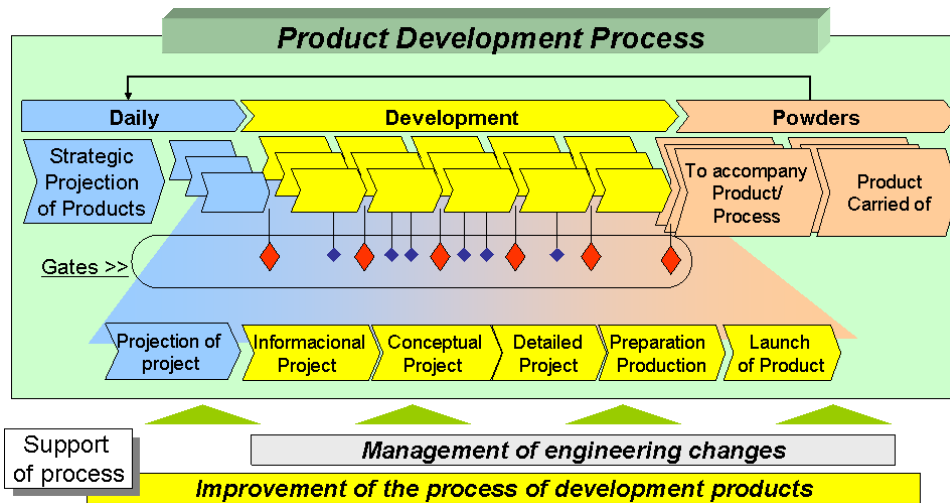 Product Development Process
Daily
Development
Powders
Strategic
Projection
of Products
To accompany
Product/
Process
Product
Carried of
Gates >>
Projection of
project
Informacional
Project
Conceptual
Project
Detailed
Project
Preparation
Production
Launch
of Product
Support
of process
Management of engineering changes
Improvement of the process of development products